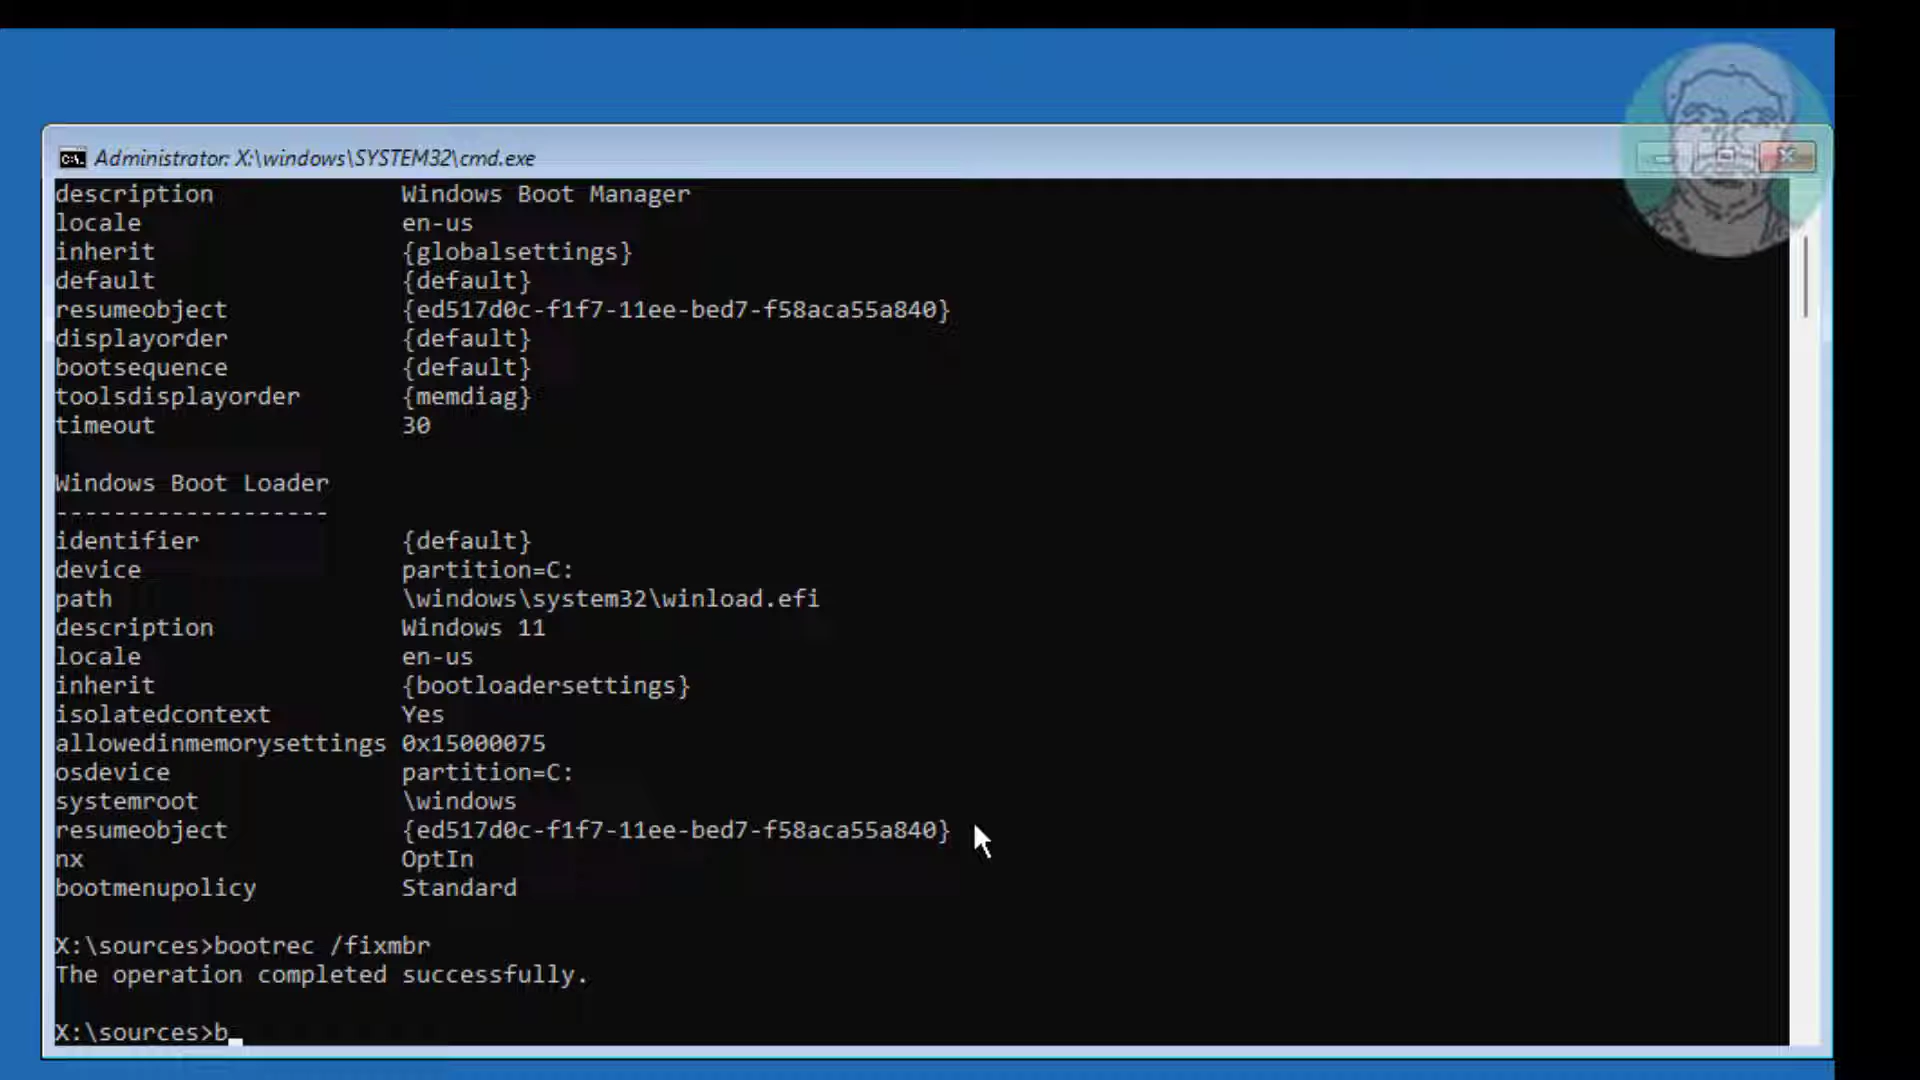 Administrator: X:\windows\SYSTEM32\cmd.exe
description Windows Boot Manager
locale en-us
inherit {globalsettings}
default {default}
resumeobject {ed517d0c-f1f7-11ee-bed7-f58aca55a840}
displayorder {default}
bootsequence {default}
toolsdisplayorder {memdiag}
timeout 30
Windows Boot Loader
-------------------
identifier {default}
device partition=C:
path \windows\system32\winload.efi
description Windows 11
locale en-us
inherit {bootloadersettings}
isolatedcontext Yes
allowedinmemorysettings 0x15000075
osdevice partition=C:
systemroot \windows
resumeobject {ed517d0c-f1f7-11ee-bed7-f58aca55a840}
nx OptIn
bootmenupolicy Standard
X:\sources>bootrec /fixmbr
The operation completed successfully.
X:\sources>b_